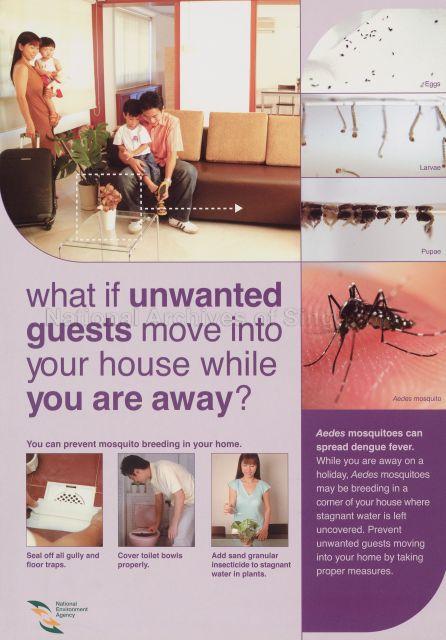 Eggs
Larvae
Pupae
Aedes mosquito
National Archives of Sing
what if unwanted
guests move into
your house while
you are away?
You can prevent mosquito breeding in your home.
Seal off all gully and
floor traps.
Cover toilet bowls
properly.
Add sand granular
insecticide to stagnant
water in plants.
Aedes mosquitoes can
spread dengue fever.
While you are away on a
holiday, Aedes mosquitoes
may be breeding in a
corner of your house where
stagnant water is left
uncovered. Prevent
unwanted guests moving
into your home by taking
proper measures.
National
Environment
Agency